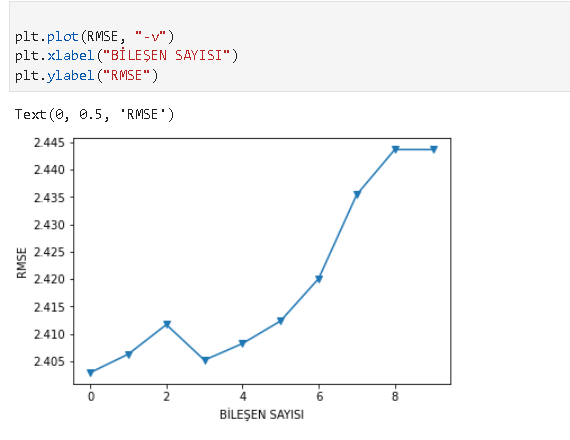 plt.plot(RMSE, "-v")
plt.xlabel("BİLEŞEN SAYISI")
plt.ylabel("RMSE")
Text(0, 0.5, 'RMSE')
2.445
2.440
2.435
2.430
2.425
2.420
2.415
2.410
2.405
RMSE
0 2 4 6 8
BİLEŞEN SAYISI